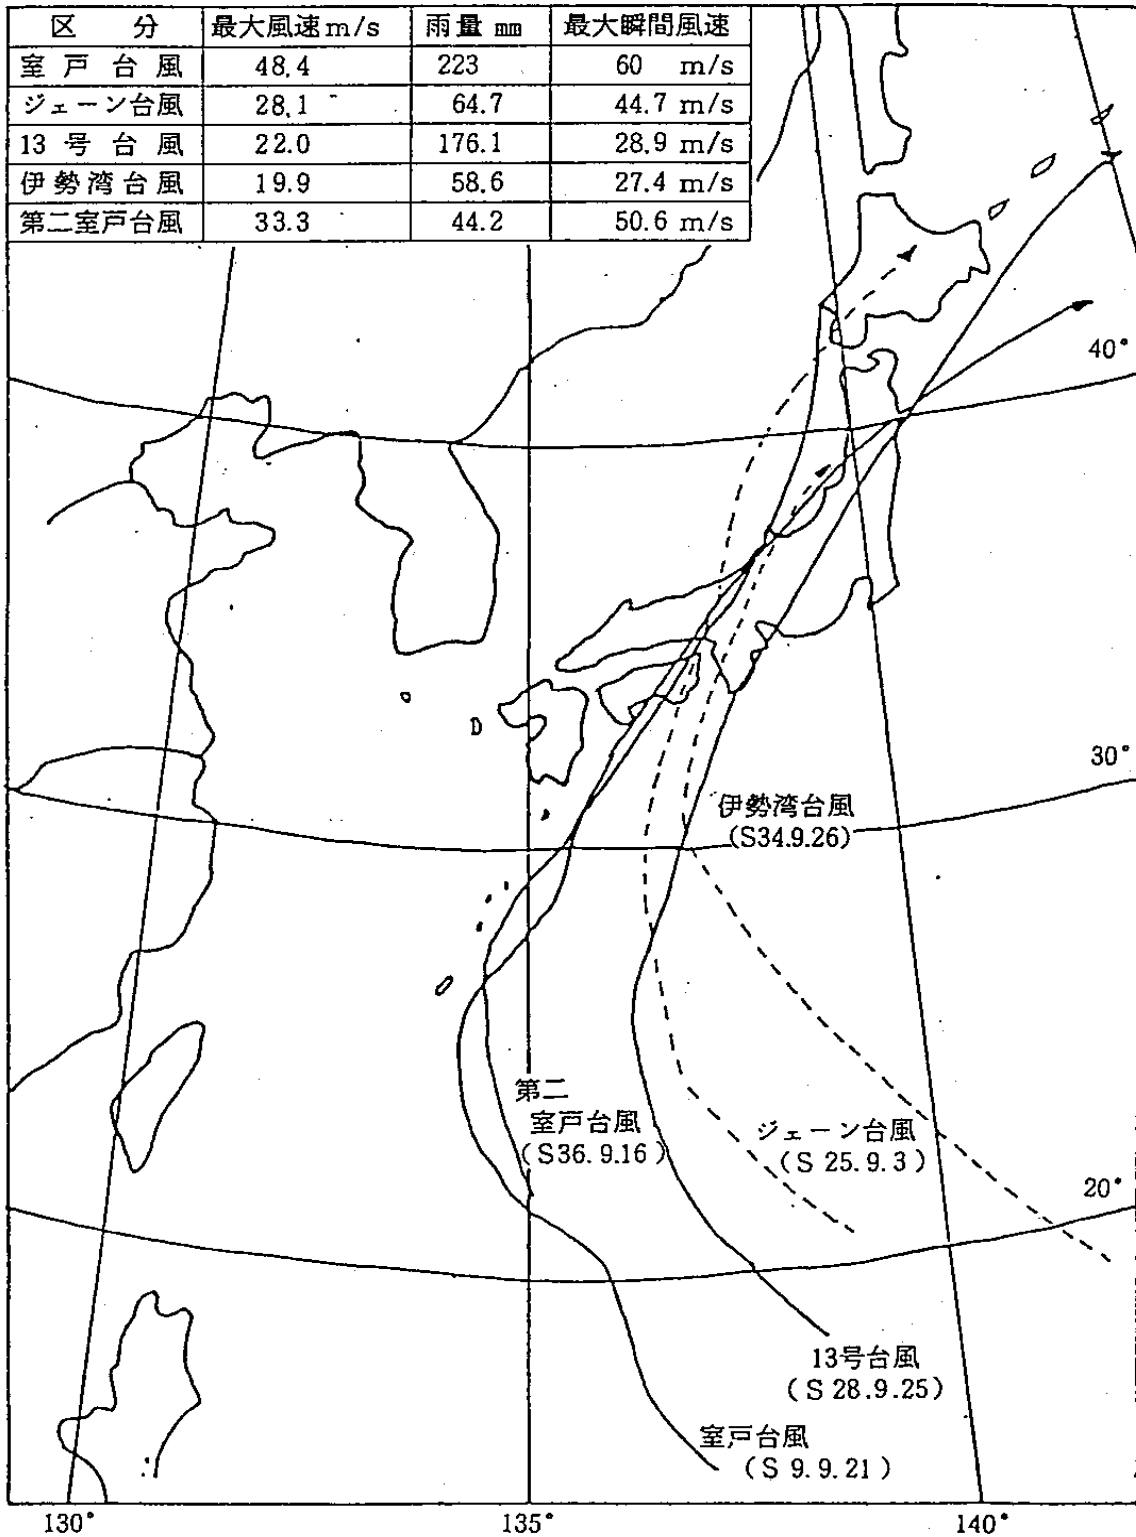 区 分 最大風速m/s 雨量 mm 最大瞬間風速
室戸台風 48.4 223 60 m/s
ジェーン台風 28.1 64.7 44.7 m/s
13号台風 22.0 176.1 28.9 m/s
伊勢湾台風 19.9 58.6 27.4 m/s
第二室戸台風 33.3 44.2 50.6 m/s
40°
D
30°
伊勢湾台風
(S34.9.26)
第二
室戸台風
(S36.9.16)
ジェーン台風
(S 25.9.3)
20°
13号台風
(S 28.9.25)
室戸台風
(S 9.9.21)
130° 135° 140°